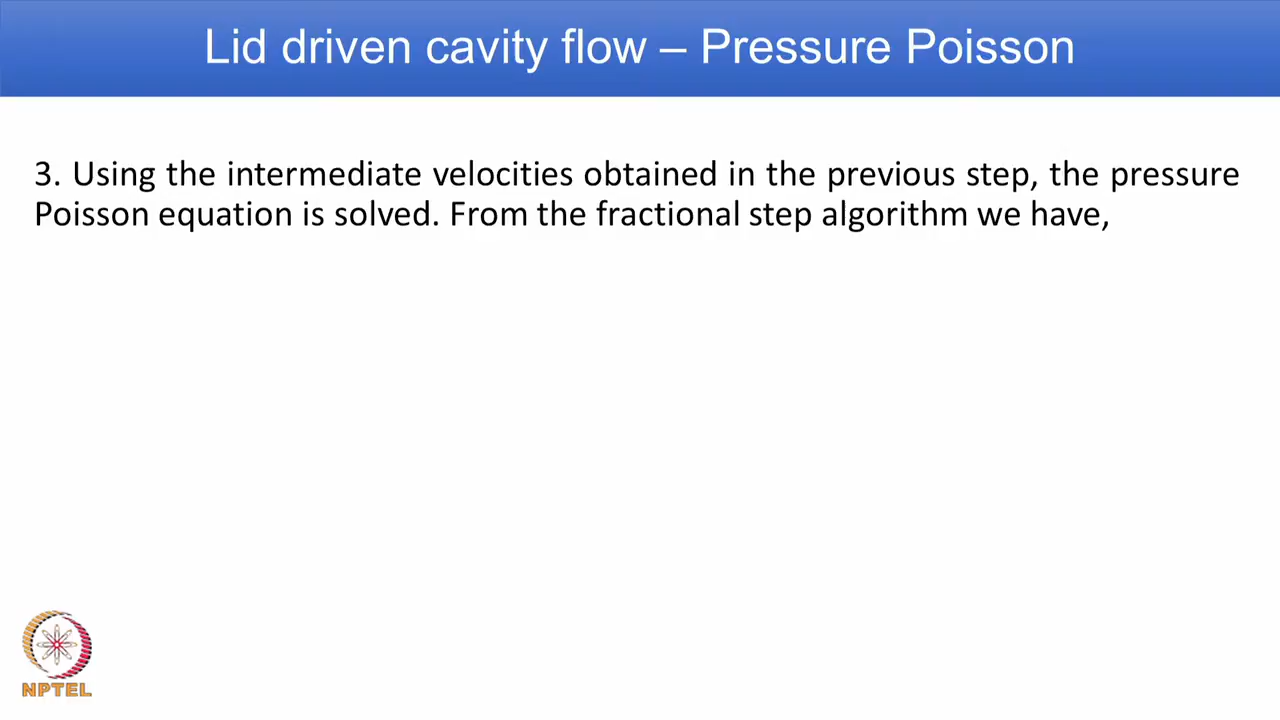 Lid driven cavity flow – Pressure Poisson
3. Using the intermediate velocities obtained in the previous step, the pressure
Poisson equation is solved. From the fractional step algorithm we have,
NPTEL